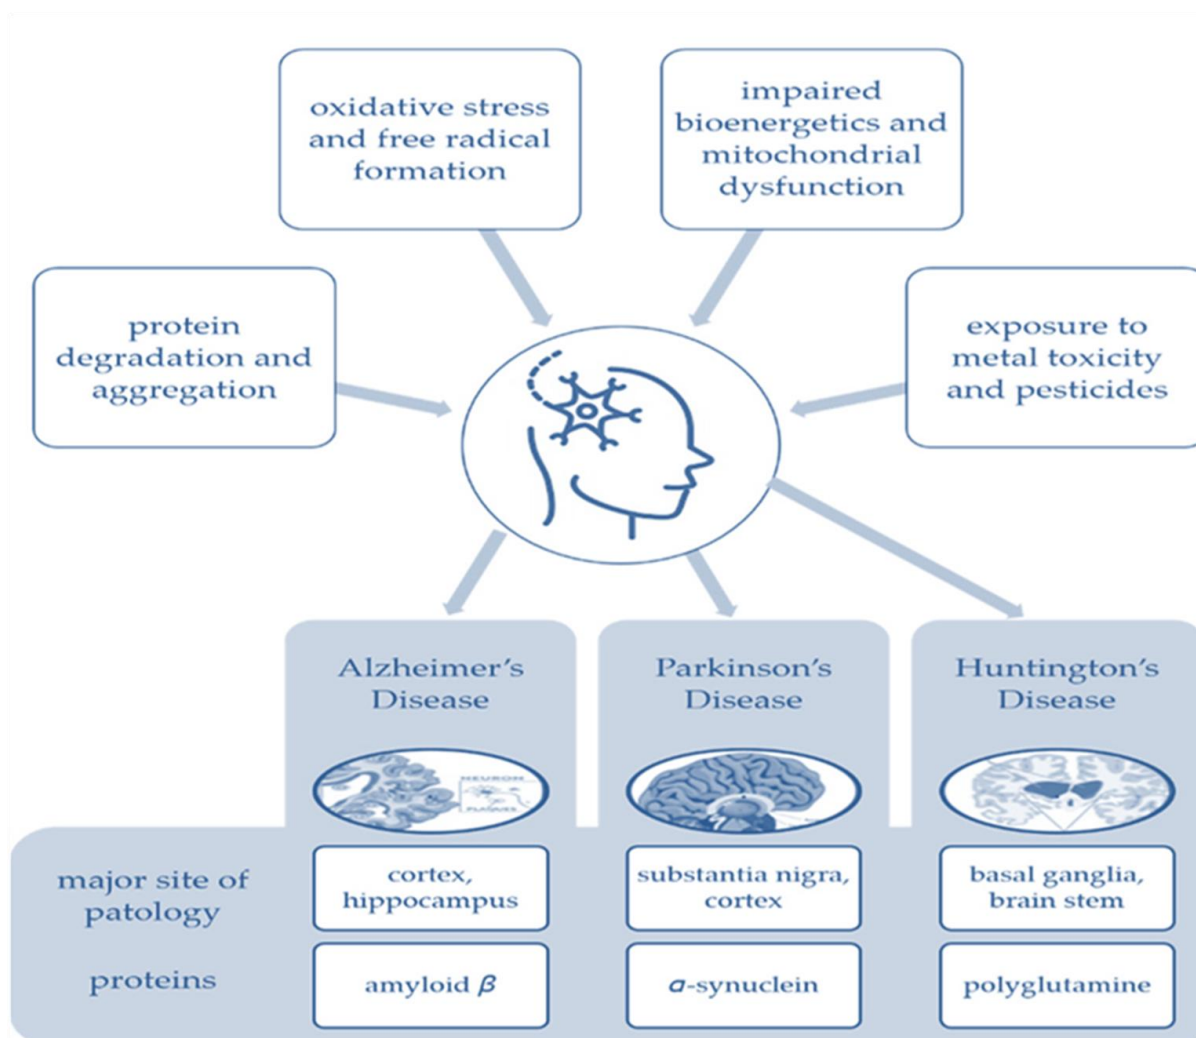 oxidative stress
and free radical
formation
impaired
bioenergetics and
mitochondrial
dysfunction
protein
degradation and
aggregation
exposure to
metal toxicity
and pesticides
Alzheimer's
Disease
Parkinson's
Disease
Huntington's
Disease
NEURON
PLAQUES
major site of
patology
cortex,
hippocampus
substantia nigra,
cortex
basal ganglia,
brain stem
proteins
amyloid β
α-synuclein
polyglutamine